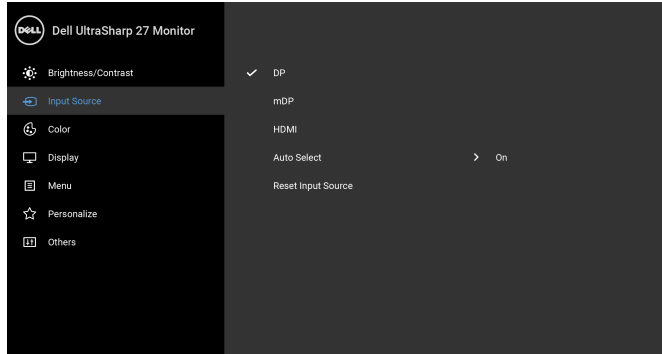 DELL Dell UltraSharp 27 Monitor
Brightness/Contrast
Input Source
Color
Display
Menu
Personalize
Others
DP
mDP
HDMI
Auto Select On
Reset Input Source